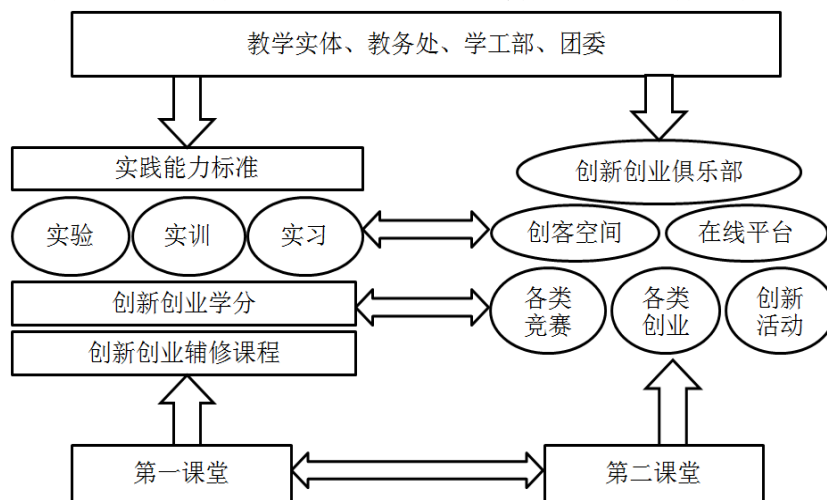 教学实体、教务处、学工部、团委
实践能力标准
创新创业俱乐部
实验
实训
实习
创客空间
在线平台
创新创业学分
各类
竞赛
各类
创业
创新
活动
创新创业辅修课程
第一课堂
第二课堂